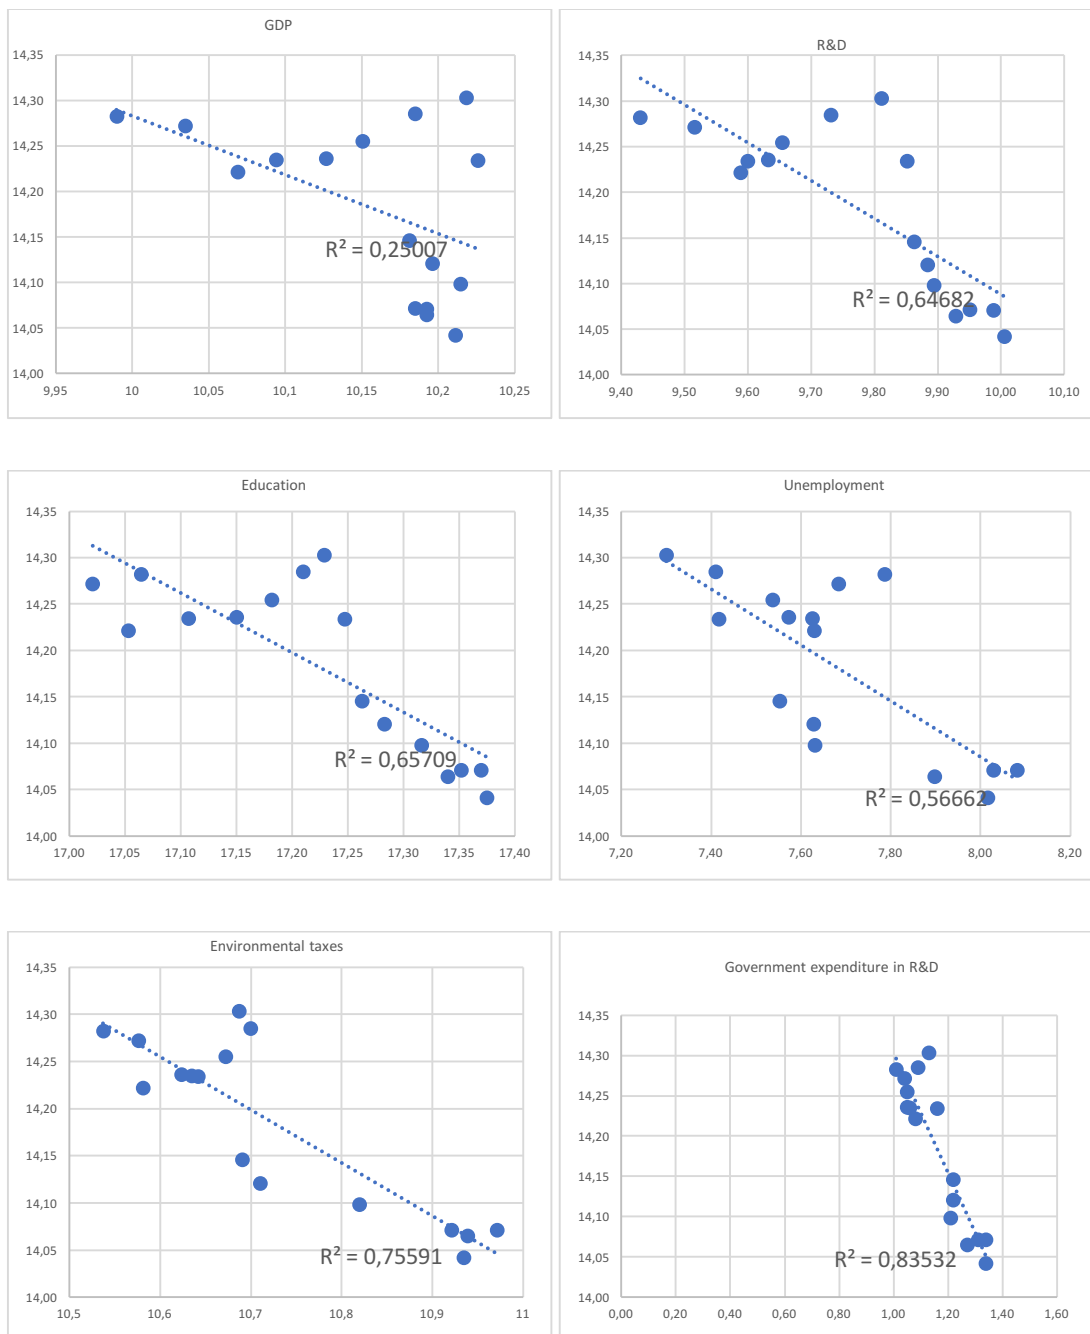 GDP
14,35
14,30
14,25
14,20
14,15
14,10
14,05
14,00
9,95 10 10,05 10,1 10,15 10,2 10,25
R² = 0,25007
R&D
14,35
14,30
14,25
14,20
14,15
14,10
14,05
14,00
9,40 9,50 9,60 9,70 9,80 9,90 10,00 10,10
R² = 0,64682
Education
14,35
14,30
14,25
14,20
14,15
14,10
14,05
14,00
17,00 17,05 17,10 17,15 17,20 17,25 17,30 17,35 17,40
R² = 0,65709
Unemployment
14,35
14,30
14,25
14,20
14,15
14,10
14,05
14,00
7,20 7,40 7,60 7,80 8,00 8,20
R² = 0,56662
Environmental taxes
14,35
14,30
14,25
14,20
14,15
14,10
14,05
14,00
10,5 10,6 10,7 10,8 10,9 11
R² = 0,75591
Government expenditure in R&D
14,35
14,30
14,25
14,20
14,15
14,10
14,05
14,00
0,00 0,20 0,40 0,60 0,80 1,00 1,20 1,40 1,60
R² = 0,83532